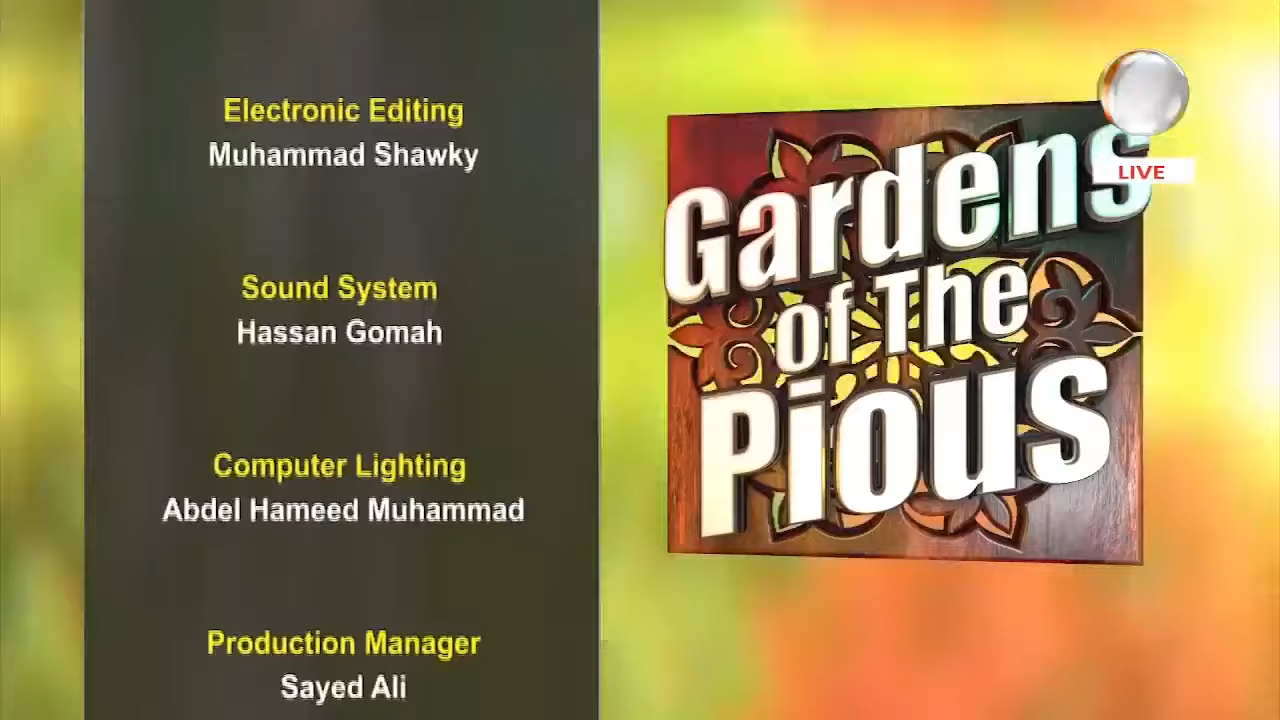 Electronic Editing
Muhammad Shawky
Sound System
Hassan Gomah
Computer Lighting
Abdel Hameed Muhammad
Production Manager
Sayed Ali
Gardens
of The
Pious
LIVE